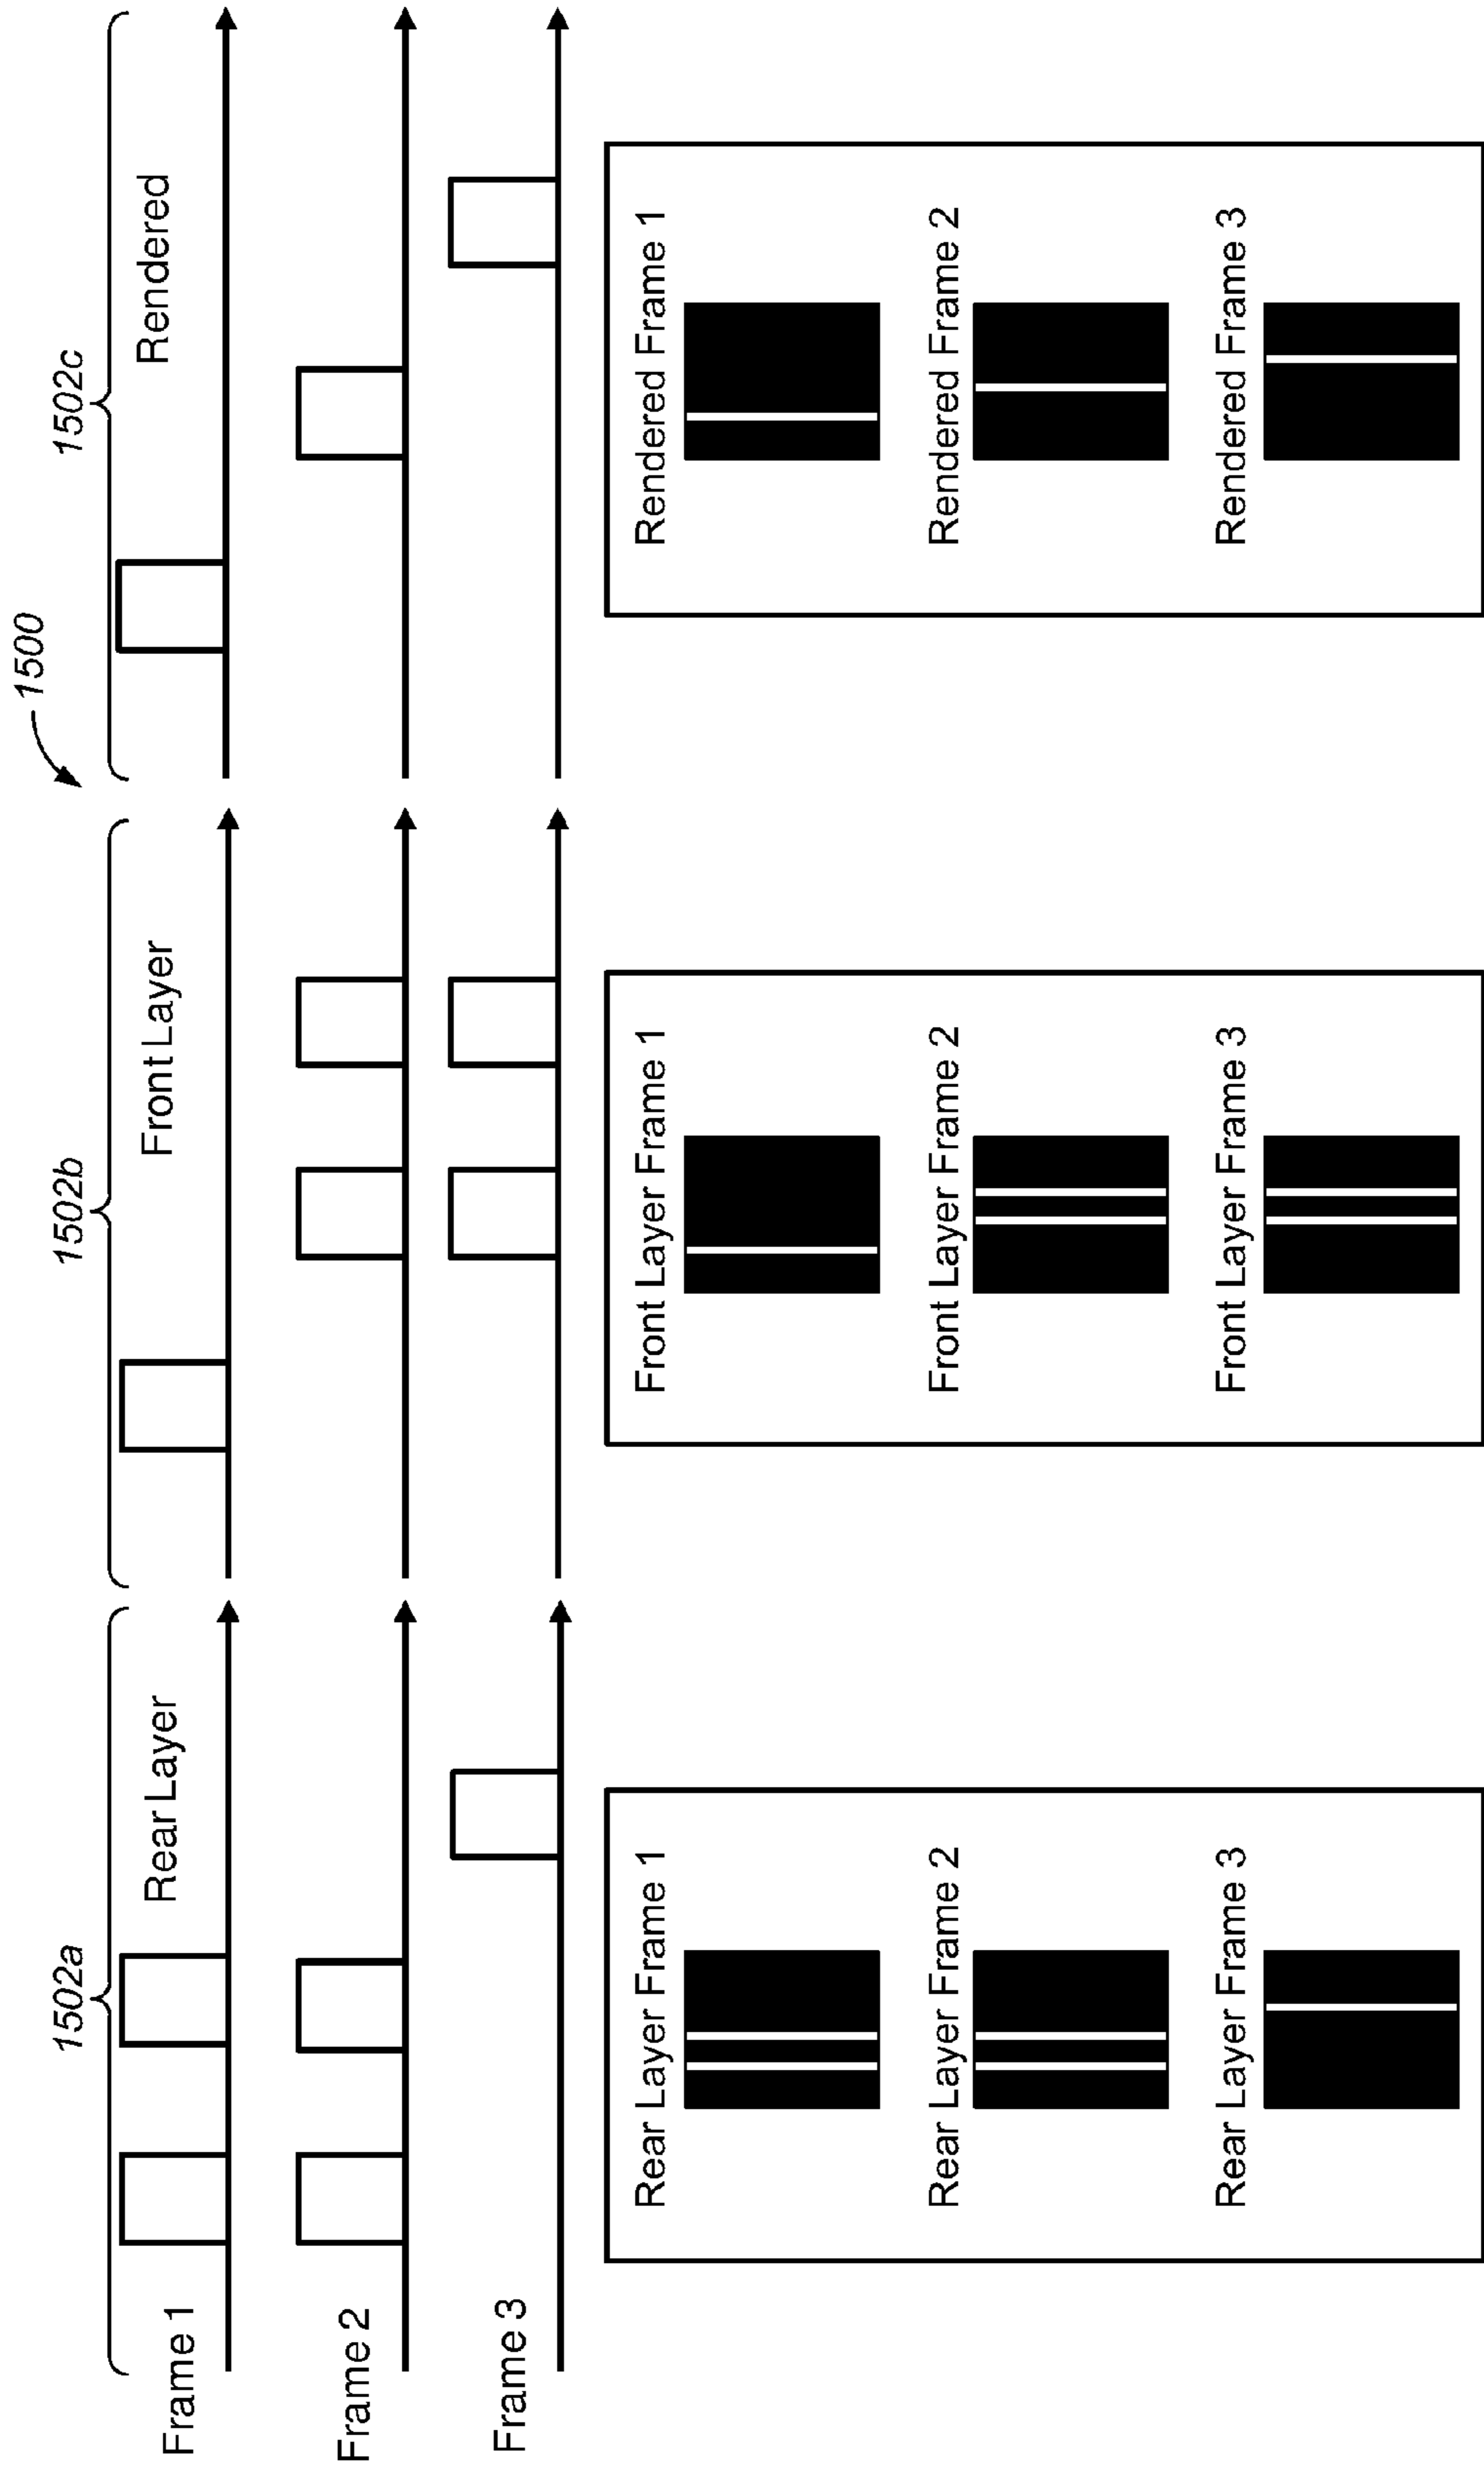 1500
1502a
1502b
1502c
Rear Layer
Front Layer
Rendered
Frame 1
Frame 2
Frame 3
Rear Layer Frame 1
Rear Layer Frame 2
Rear Layer Frame 3
Front Layer Frame 1
Front Layer Frame 2
Front Layer Frame 3
Rendered Frame 1
Rendered Frame 2
Rendered Frame 3